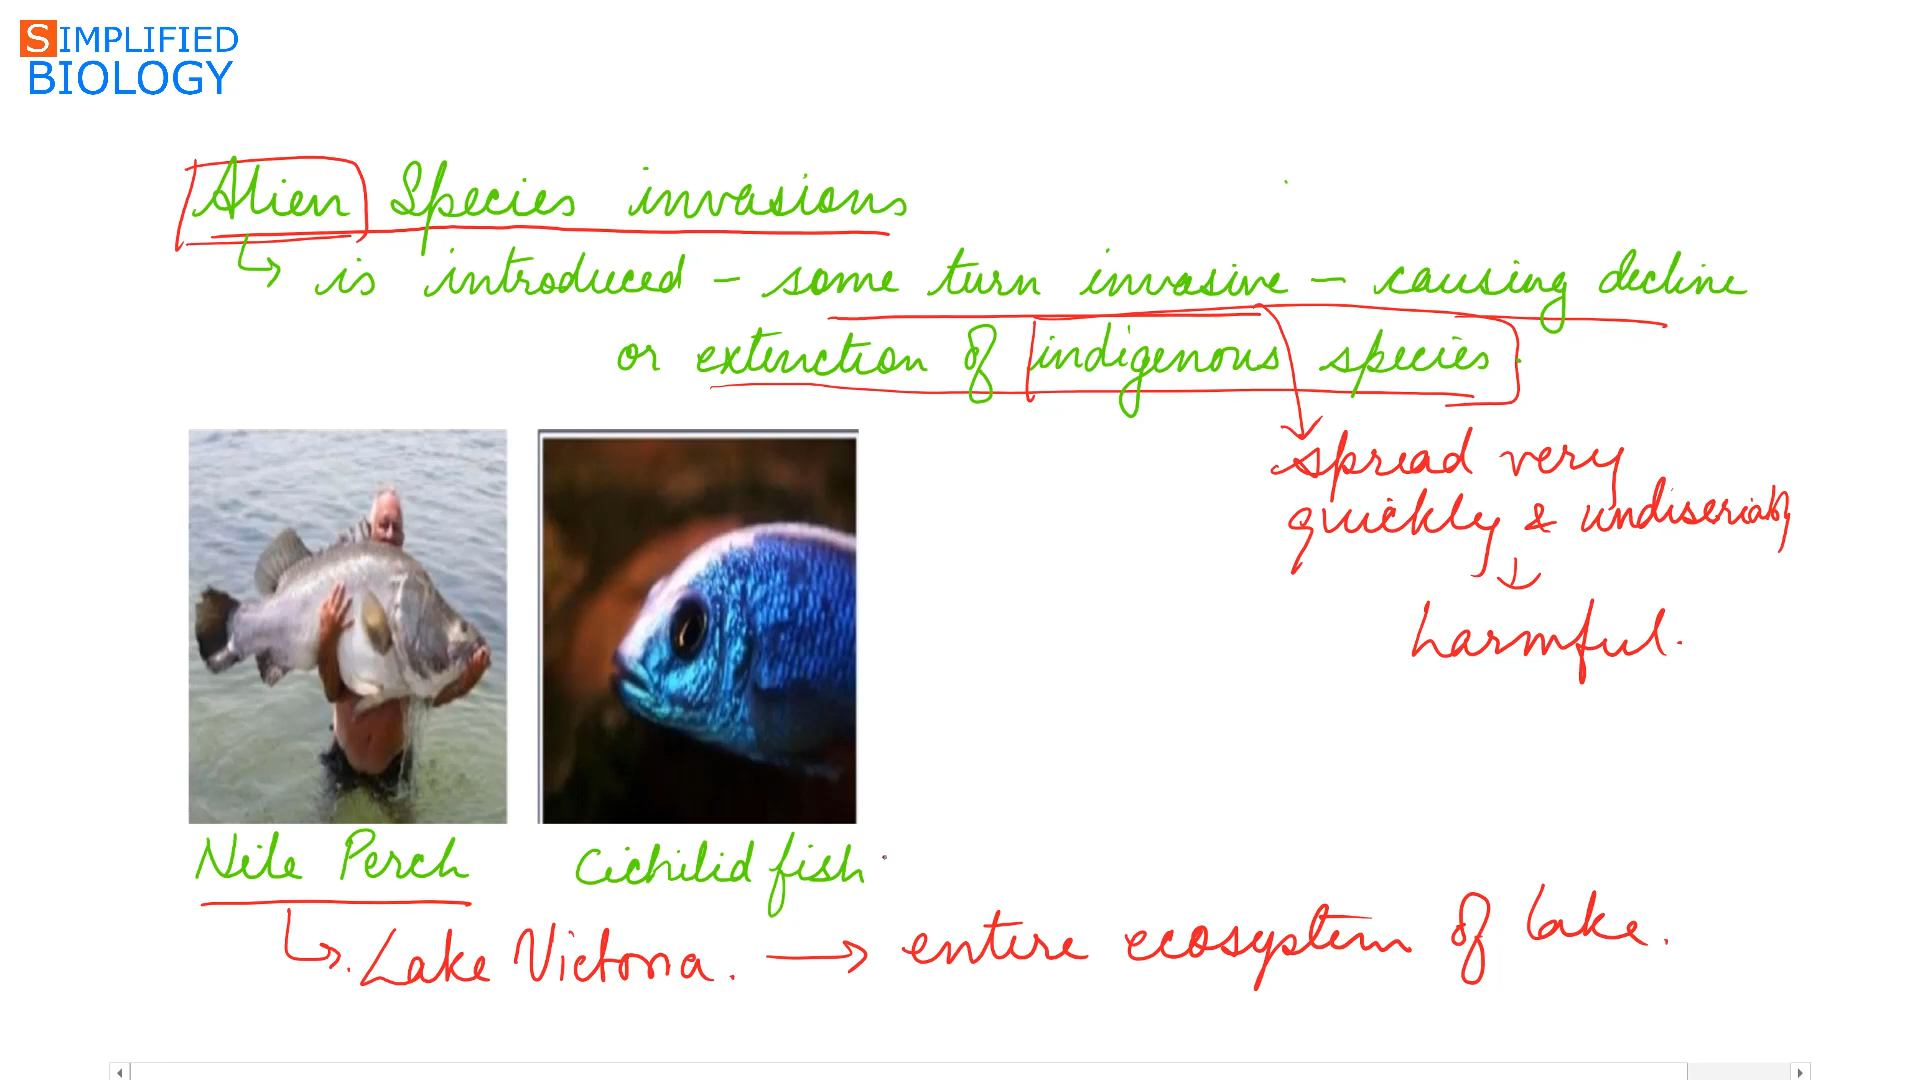 SIMPLIFIED
BIOLOGY
Alien Species invasions
↳ is introduced – some turn invasive – causing decline
or extinction of indigenous species.
spread very
quickly & undiseriably
↓
harmful.
Nile Perch
Cichilid fish
↳ Lake Victoria. → entire ecosystem of lake.